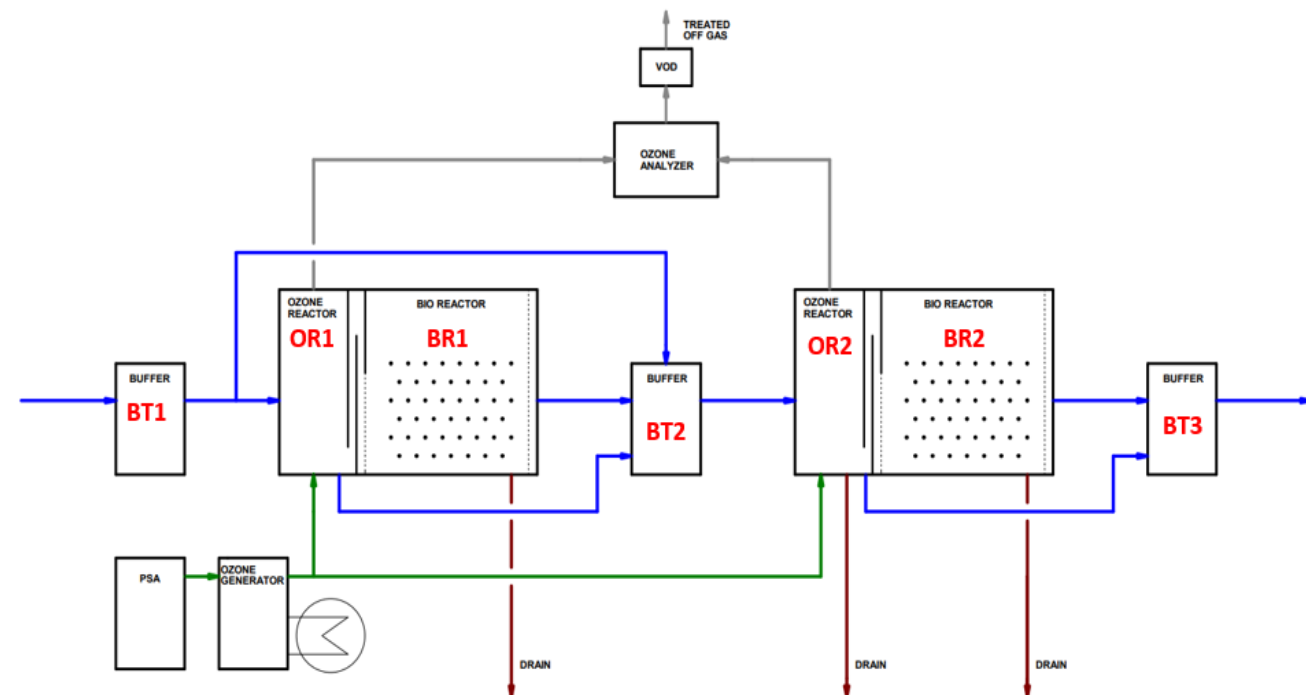 TREATED
OFF GAS
VOD
OZONE
ANALYZER
OZONE
REACTOR
OR1
BIO REACTOR
BR1
OZONE
REACTOR
OR2
BIO REACTOR
BR2
BUFFER
BT1
BUFFER
BT2
BUFFER
BT3
PSA
OZONE
GENERATOR
DRAIN
DRAIN
DRAIN